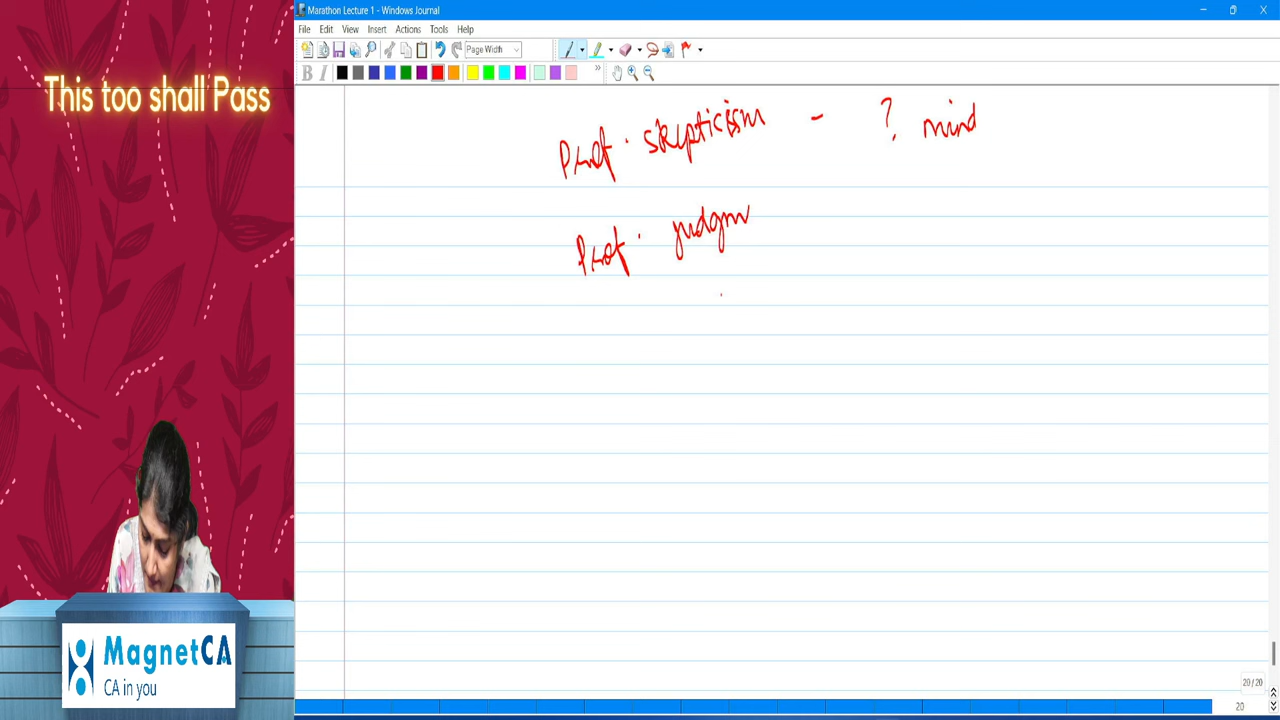 Marathon Lecture 1 - Windows Journal
File Edit View Insert Actions Tools Help
Page Width
B I
This too shall Pass
Prof. skepticism - ? mind
Prof. judgm
MagnetCA
CA in you
20 / 20
20